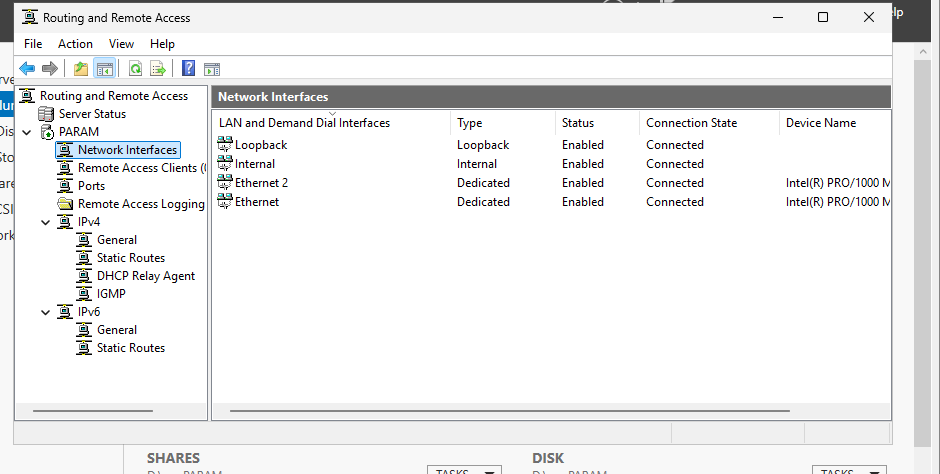 Routing and Remote Access
File Action View Help
Routing and Remote Access
Server Status
PARAM
Network Interfaces
Remote Access Clients (
Ports
Remote Access Logging
IPv4
General
Static Routes
DHCP Relay Agent
IGMP
IPv6
General
Static Routes
Network Interfaces
LAN and Demand Dial Interfaces Type Status Connection State Device Name
Loopback Loopback Enabled Connected
Internal Internal Enabled Connected
Ethernet 2 Dedicated Enabled Connected Intel(R) PRO/1000 M
Ethernet Dedicated Enabled Connected Intel(R) PRO/1000 M
SHARES
TASKS
DISK
TASKS